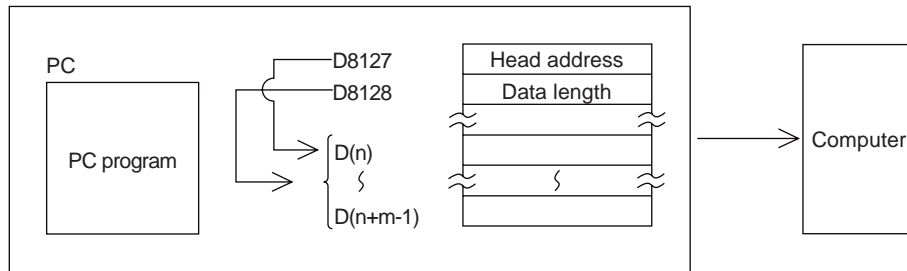 PC
PC program
D8127
D8128
D(n)
D(n+m-1)
Head address
Data length
Computer